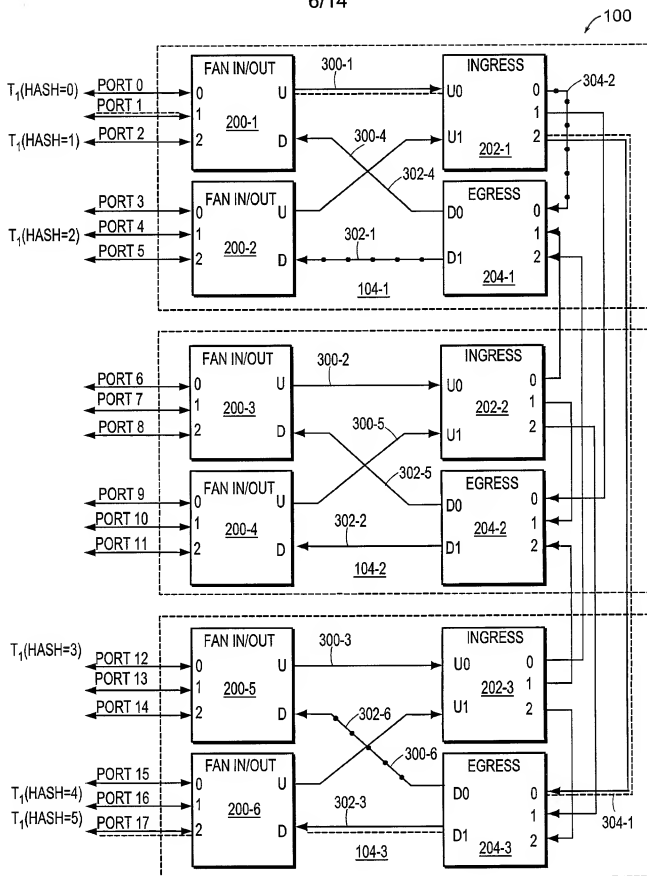 6/14
100
FAN IN/OUT
300-1
INGRESS
304-2
T1(HASH=0)
PORT 0
0
U
U0
0
PORT 1
1
1
T1(HASH=1)
PORT 2
2
200-1
D
300-4
U1
202-1
2
302-4
FAN IN/OUT
EGRESS
PORT 3
0
U
D0
0
T1(HASH=2)
PORT 4
1
302-1
1
PORT 5
2
200-2
D
D1
204-1
2
104-1
FAN IN/OUT
300-2
INGRESS
PORT 6
0
U
U0
0
PORT 7
1
300-5
1
PORT 8
2
200-3
D
U1
202-2
2
302-5
FAN IN/OUT
EGRESS
PORT 9
0
U
D0
0
PORT 10
1
302-2
1
PORT 11
2
200-4
D
D1
204-2
2
104-2
FAN IN/OUT
300-3
INGRESS
T1(HASH=3)
PORT 12
0
U
U0
0
PORT 13
1
1
PORT 14
2
200-5
D
302-6
U1
202-3
2
FAN IN/OUT
300-6
EGRESS
PORT 15
0
U
D0
0
T1(HASH=4)
PORT 16
1
302-3
1
304-1
T1(HASH=5)
PORT 17
2
200-6
D
D1
204-3
2
104-3